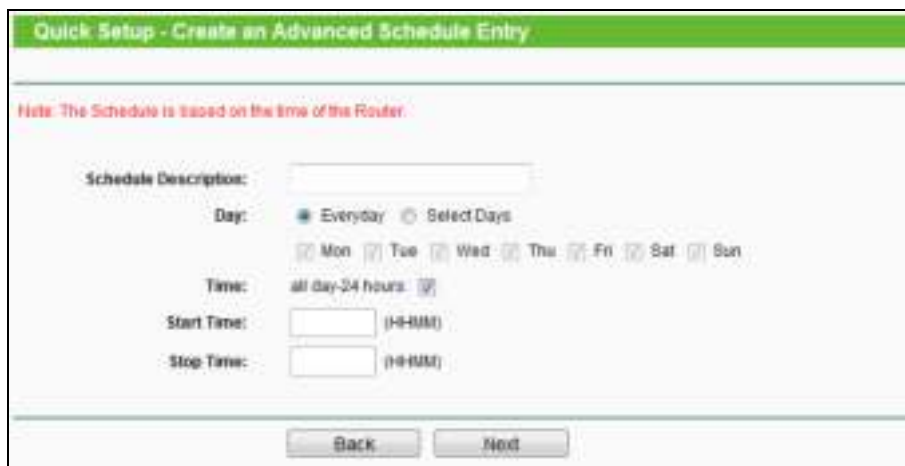 Quick Setup - Create an Advanced Schedule Entry
Note: The Schedule is based on the time of the Router.
Schedule Description:
Day: Everyday Select Days
Mon Tue Wed Thu Fri Sat Sun
Time: all day-24 hours:
Start Time: (HHMM)
Stop Time: (HHMM)
Back Next